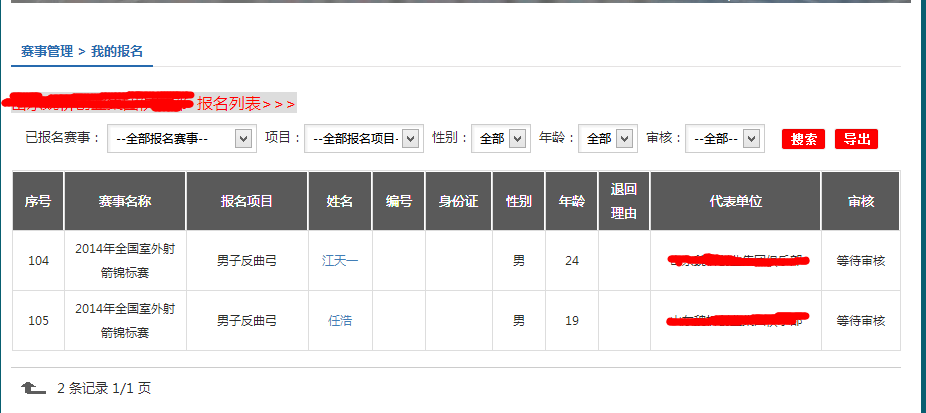 赛事管理 > 我的报名
报名列表>>>
已报名赛事： --全部报名赛事-- 项目： --全部报名项目- 性别： 全部 年龄： 全部 审核： --全部-- 搜索 导出
序号 赛事名称 报名项目 姓名 编号 身份证 性别 年龄 退回 代表单位 审核
理由
104 2014年全国室外射 男子反曲弓 江天一 男 24 等待审核
箭锦标赛
105 2014年全国室外射 男子反曲弓 任浩 男 19 等待审核
箭锦标赛
2 条记录 1/1 页